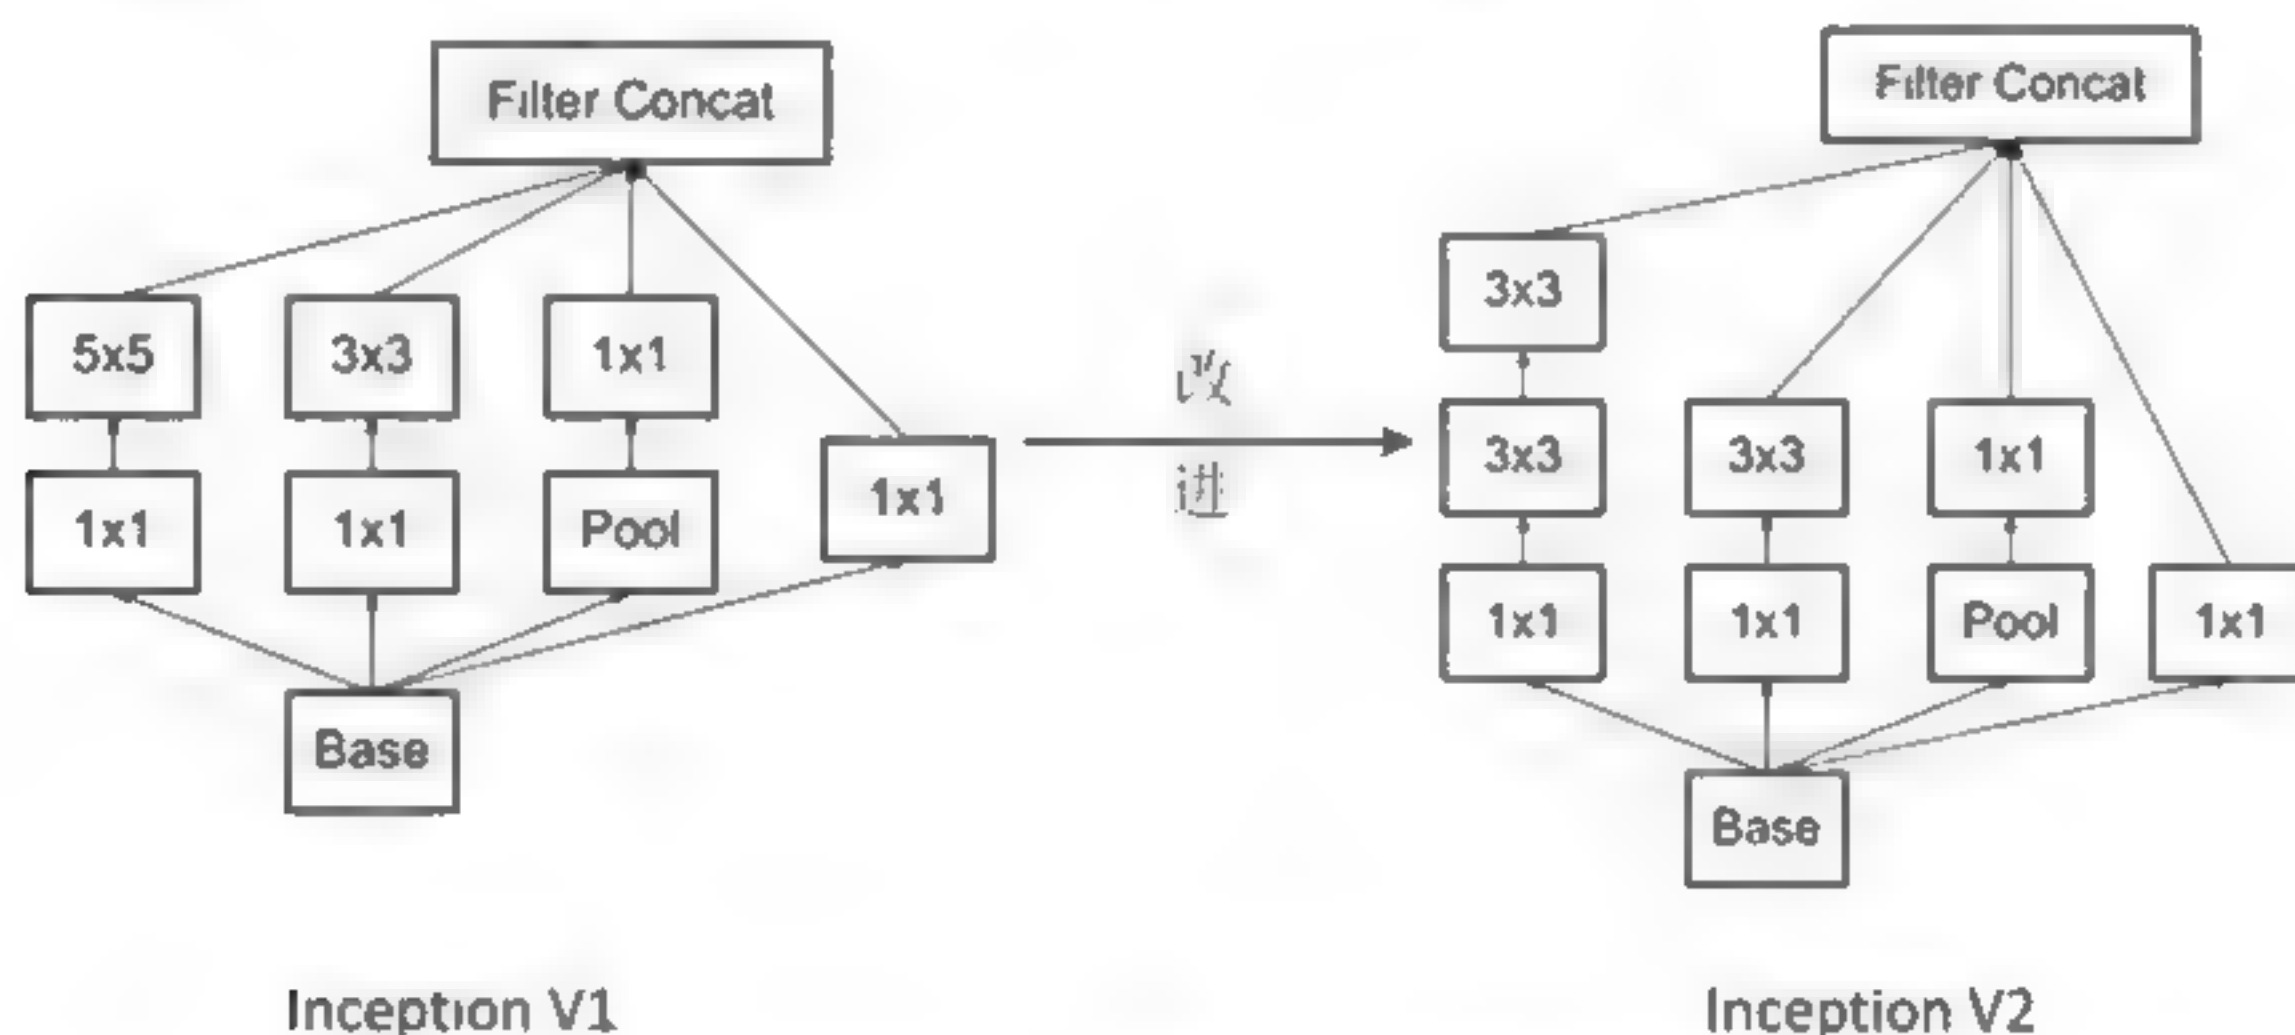 Filter Concat
5x5 3x3 1x1
1x1 1x1 Pool 1x1
Base
Inception V1
改
进
Filter Concat
3x3
3x3 3x3 1x1
1x1 1x1 Pool 1x1
Base
Inception V2